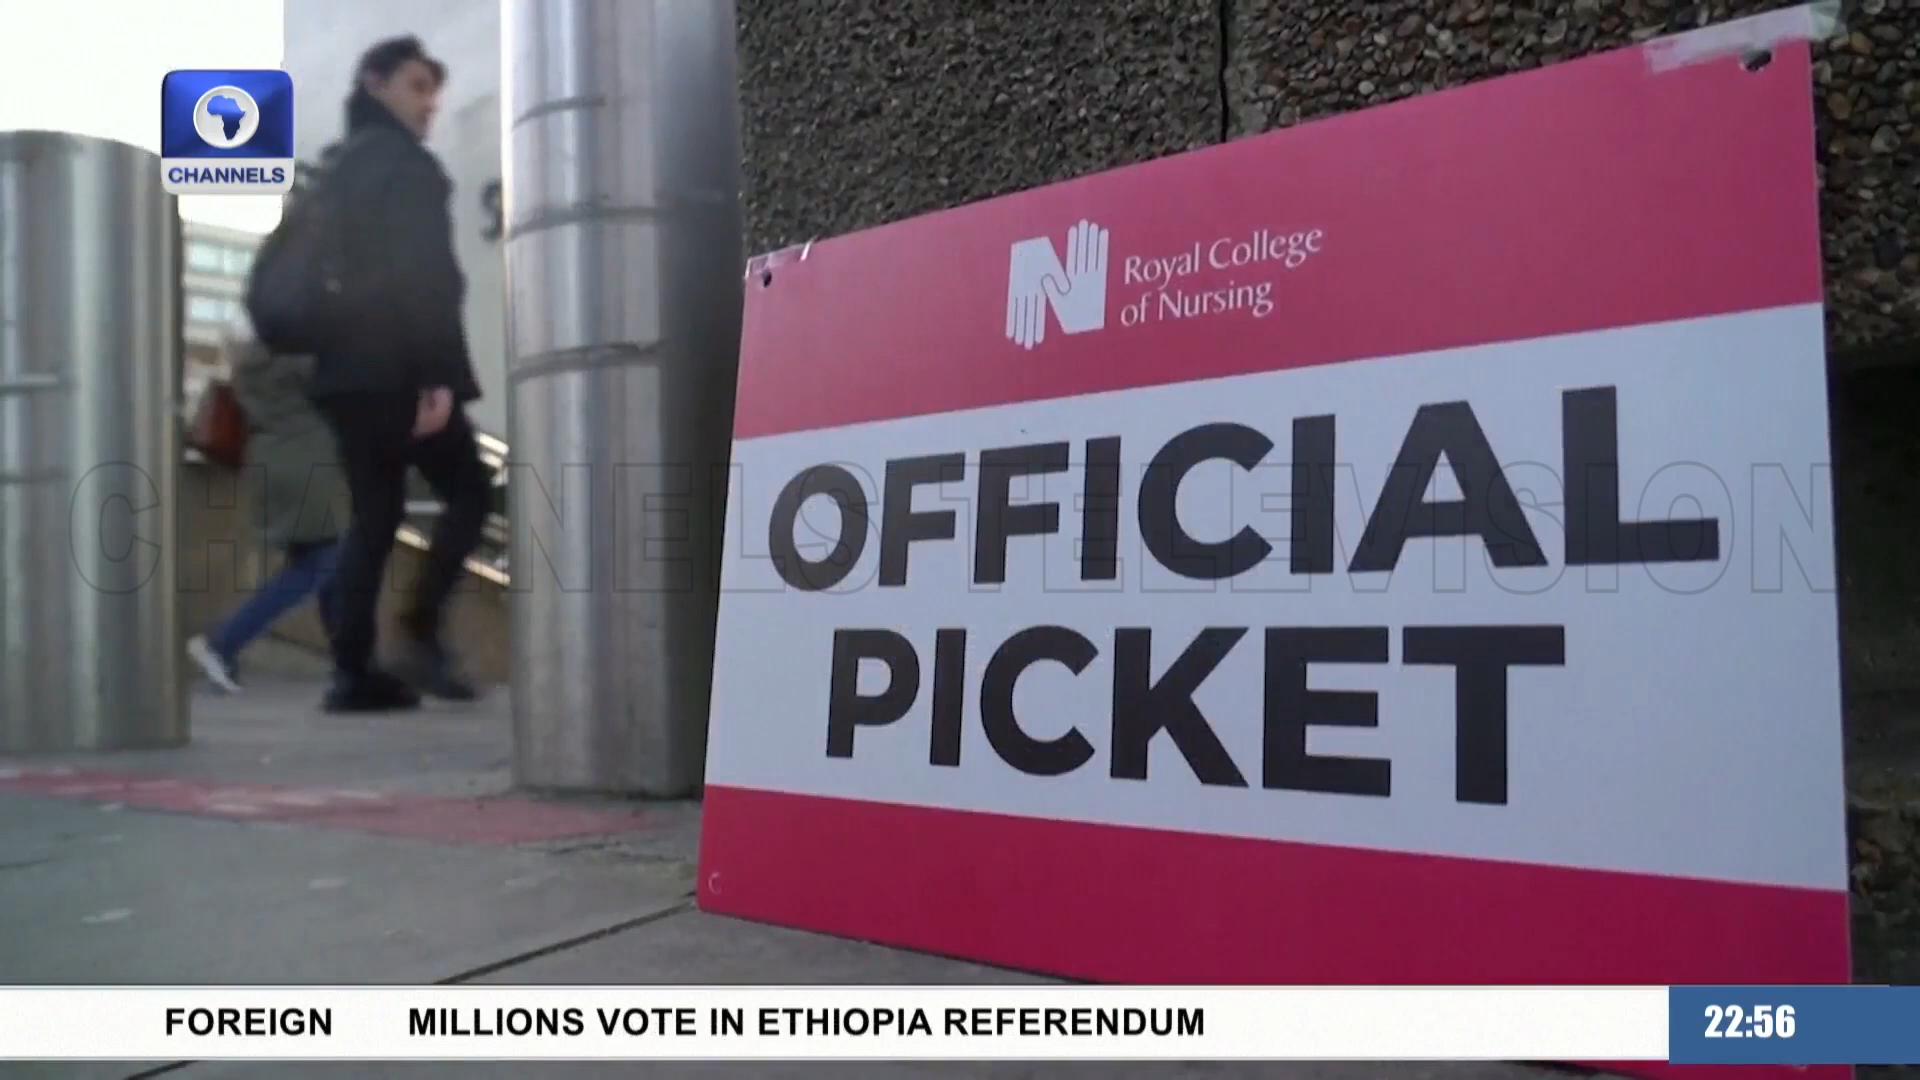 CHANNELS
Royal College
of Nursing
OFFICIAL
PICKET
CHANNELS TELEVISION
FOREIGN MILLIONS VOTE IN ETHIOPIA REFERENDUM
22:56